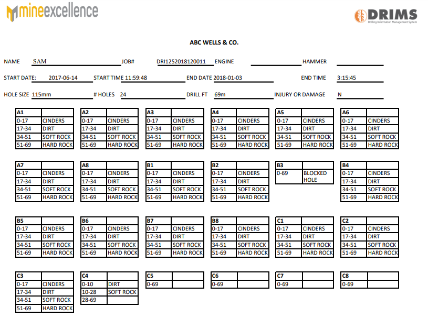 mineexcellence
DRIMS
ABC WELLS & CO.
NAME SAM JOB# DRI1252018120011 ENGINE HAMMER
START DATE: 2017-06-14 START TIME 11:59:48 END DATE 2018-01-03 END TIME 3:15:45
HOLE SIZE 115mm # HOLES 24 DRILL FT 69m INJURY OR DAMAGE N
A1 A2 A3 A4 A5 A6
0-17 CINDERS 0-17 CINDERS 0-17 CINDERS 0-17 CINDERS 0-17 CINDERS 0-17 CINDERS
17-34 DIRT 17-34 DIRT 17-34 DIRT 17-34 DIRT 17-34 DIRT 17-34 DIRT
34-51 SOFT ROCK 34-51 SOFT ROCK 34-51 SOFT ROCK 34-51 SOFT ROCK 34-51 SOFT ROCK 34-51 SOFT ROCK
51-69 HARD ROCK 51-69 HARD ROCK 51-69 HARD ROCK 51-69 HARD ROCK 51-69 HARD ROCK 51-69 HARD ROCK
A7 A8 B1 B2 B3 B4
0-17 CINDERS 0-17 CINDERS 0-17 CINDERS 0-17 CINDERS 0-69 BLOCKED HOLE 0-17 CINDERS
17-34 DIRT 17-34 DIRT 17-34 DIRT 17-34 DIRT 17-34 DIRT
34-51 SOFT ROCK 34-51 SOFT ROCK 34-51 SOFT ROCK 34-51 SOFT ROCK 34-51 SOFT ROCK
51-69 HARD ROCK 51-69 HARD ROCK 51-69 HARD ROCK 51-69 HARD ROCK 51-69 HARD ROCK
B5 B6 B7 B8 C1 C2
0-17 CINDERS 0-17 CINDERS 0-17 CINDERS 0-17 CINDERS 0-17 CINDERS 0-17 CINDERS
17-34 DIRT 17-34 DIRT 17-34 DIRT 17-34 DIRT 17-34 DIRT 17-34 DIRT
34-51 SOFT ROCK 34-51 SOFT ROCK 34-51 SOFT ROCK 34-51 SOFT ROCK 34-51 SOFT ROCK 34-51 SOFT ROCK
51-69 HARD ROCK 51-69 HARD ROCK 51-69 HARD ROCK 51-69 HARD ROCK 51-69 HARD ROCK 51-69 HARD ROCK
C3 C4 C5 C6 C7 C8
0-17 CINDERS 0-10 DIRT 0-69 0-69 0-69 0-69
17-34 DIRT 10-28 SOFT ROCK
34-51 SOFT ROCK 28-69
51-69 HARD ROCK